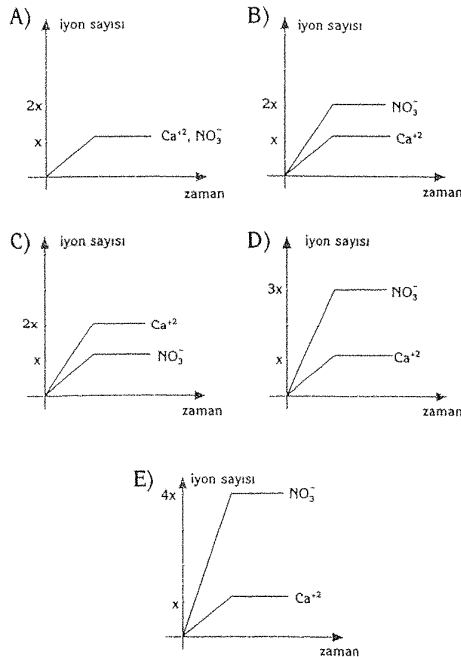 A) iyon sayısı
2x
x
Ca⁺², NO₃⁻
zaman
B) iyon sayısı
2x
NO₃⁻
x
Ca⁺²
zaman
C) iyon sayısı
2x
Ca⁺²
x
NO₃⁻
zaman
D) iyon sayısı
3x
NO₃⁻
x
Ca⁺²
zaman
E) iyon sayısı
4x
NO₃⁻
x
Ca⁺²
zaman